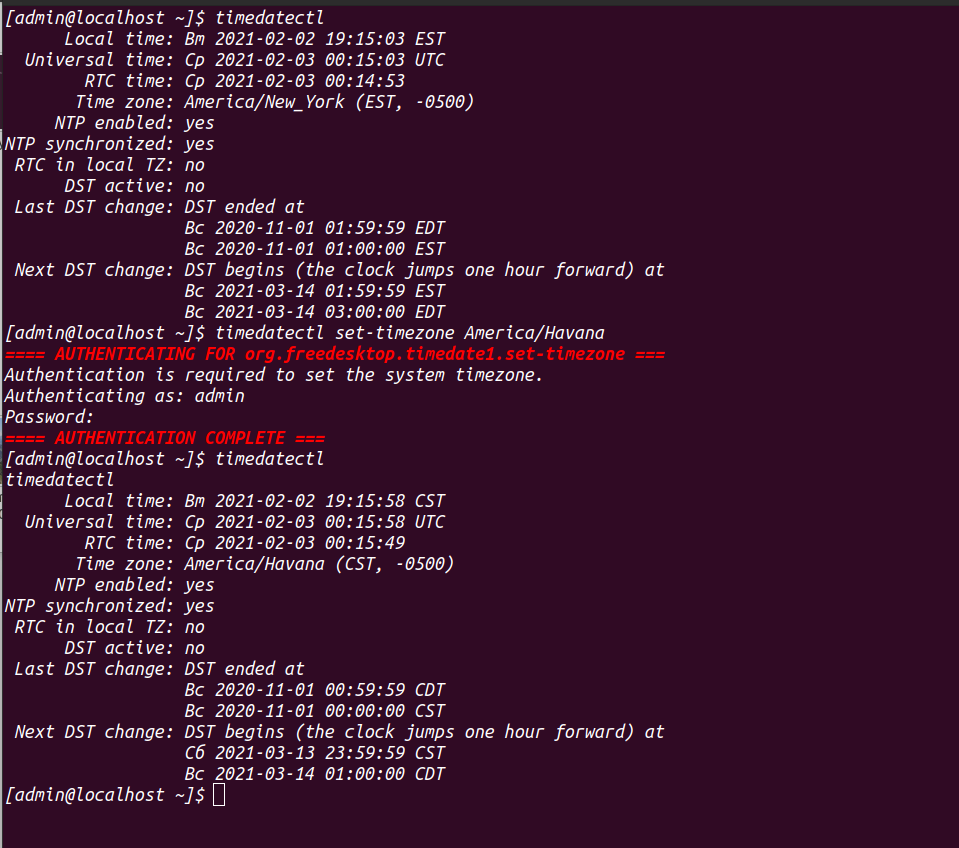 [admin@localhost ~]$ timedatectl
      Local time: Вт 2021-02-02 19:15:03 EST
  Universal time: Ср 2021-02-03 00:15:03 UTC
        RTC time: Ср 2021-02-03 00:14:53
       Time zone: America/New_York (EST, -0500)
     NTP enabled: yes
NTP synchronized: yes
 RTC in local TZ: no
      DST active: no
 Last DST change: DST ended at
                  Вс 2020-11-01 01:59:59 EDT
                  Вс 2020-11-01 01:00:00 EST
 Next DST change: DST begins (the clock jumps one hour forward) at
                  Вс 2021-03-14 01:59:59 EST
                  Вс 2021-03-14 03:00:00 EDT
[admin@localhost ~]$ timedatectl set-timezone America/Havana
==== AUTHENTICATING FOR org.freedesktop.timedate1.set-timezone ===
Authentication is required to set the system timezone.
Authenticating as: admin
Password:
==== AUTHENTICATION COMPLETE ===
[admin@localhost ~]$ timedatectl
timedatectl
      Local time: Вт 2021-02-02 19:15:58 CST
  Universal time: Ср 2021-02-03 00:15:58 UTC
        RTC time: Ср 2021-02-03 00:15:49
       Time zone: America/Havana (CST, -0500)
     NTP enabled: yes
NTP synchronized: yes
 RTC in local TZ: no
      DST active: no
 Last DST change: DST ended at
                  Вс 2020-11-01 00:59:59 CDT
                  Вс 2020-11-01 00:00:00 CST
 Next DST change: DST begins (the clock jumps one hour forward) at
                  Сб 2021-03-13 23:59:59 CST
                  Вс 2021-03-14 01:00:00 CDT
[admin@localhost ~]$